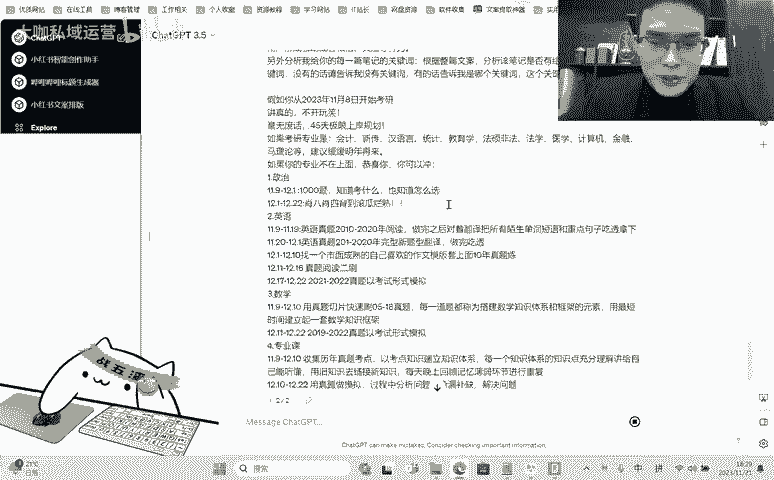 优质网站
在线工具
博客管理
工作相关
个人收藏
资源教程
学习网站
IT站长
网盘资源
软件收集
文案提取神器
大咖私域运营
ChatGPT
小红书智能创作助手
哔哩哔哩标题生成器
小红书文案排版
Explore
ChatGPT 3.5
另外分析我给你的每一篇笔记的关键词：根据整篇文案，分析该笔记是否有
键词，没有的话请告诉我没有关键词，有的话告诉我是哪个关键词，这个关键
假如你从2023年11月8日开始考研
讲真的，不开玩笑！
毫无废话，45天极限上岸规划！
如果考研专业是：会计，新传，汉语言，统计，教育学，法硕非法，法学，医学，计算机，金融，
马理论等，建议缓缓明年再来。
如果你的专业不在上面，恭喜你，你可以冲：
1.政治
11.9-12.1:1000题，知道考什么，也知道怎么选
12.1-12.22:肖八肖四背到滚瓜烂熟！！
2.英语
11.9-11.19:英语真题2010-2020年阅读，做完之后对着翻译把所有陌生单词短语和重点句子吃透拿下
11.20-12.1英语真题201-2020年完型新题型翻译，做完吃透
12.1-12.10找一个市面成熟的自己喜欢的作文模板套上面10年真题练
12.11-12.16 真题阅读二刷
12.17-12.22 2021-2022真题以考试形式模拟
3.数学
11.9-12.10 用真题切片快速刷05-18真题，每一道题都称为搭建数学知识体系和框架的元素，用最短
时间建立起一套数学知识框架
12.11-12.22 2019-2022真题以考试形式模拟
4.专业课
11.9-12.10 收集历年真题考点，以考点知识建立知识体系，每一个知识体系的知识点充分理解讲给自
己能听懂，用旧知识去链接新知识，每天晚上回顾记忆薄弱环节进行重复
12.10-12.22 用真题做模拟，过程中分析问题，漏补缺，解决问题
2/2
Message ChatGPT...
ChatGPT can make mistakes. Consider checking important information.
战五渣
搜索
拼
18:29
2023/11/21